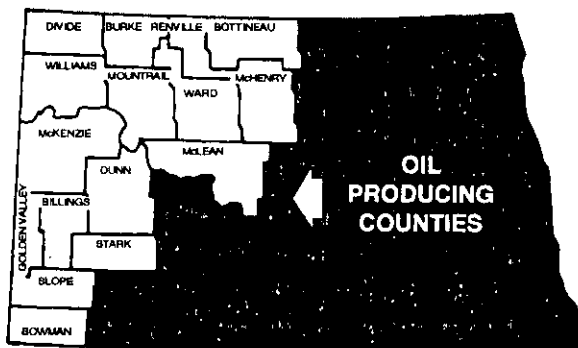 DIVIDE BURKE RENVILLE BOTTINEAU
WILLIAMS
MOUNTRAIL
WARD
McHENRY
McKENZIE
McLEAN
DUNN
BILLINGS
GOLDEN VALLEY
STARK
SLOPE
BOWMAN
OIL
PRODUCING
COUNTIES